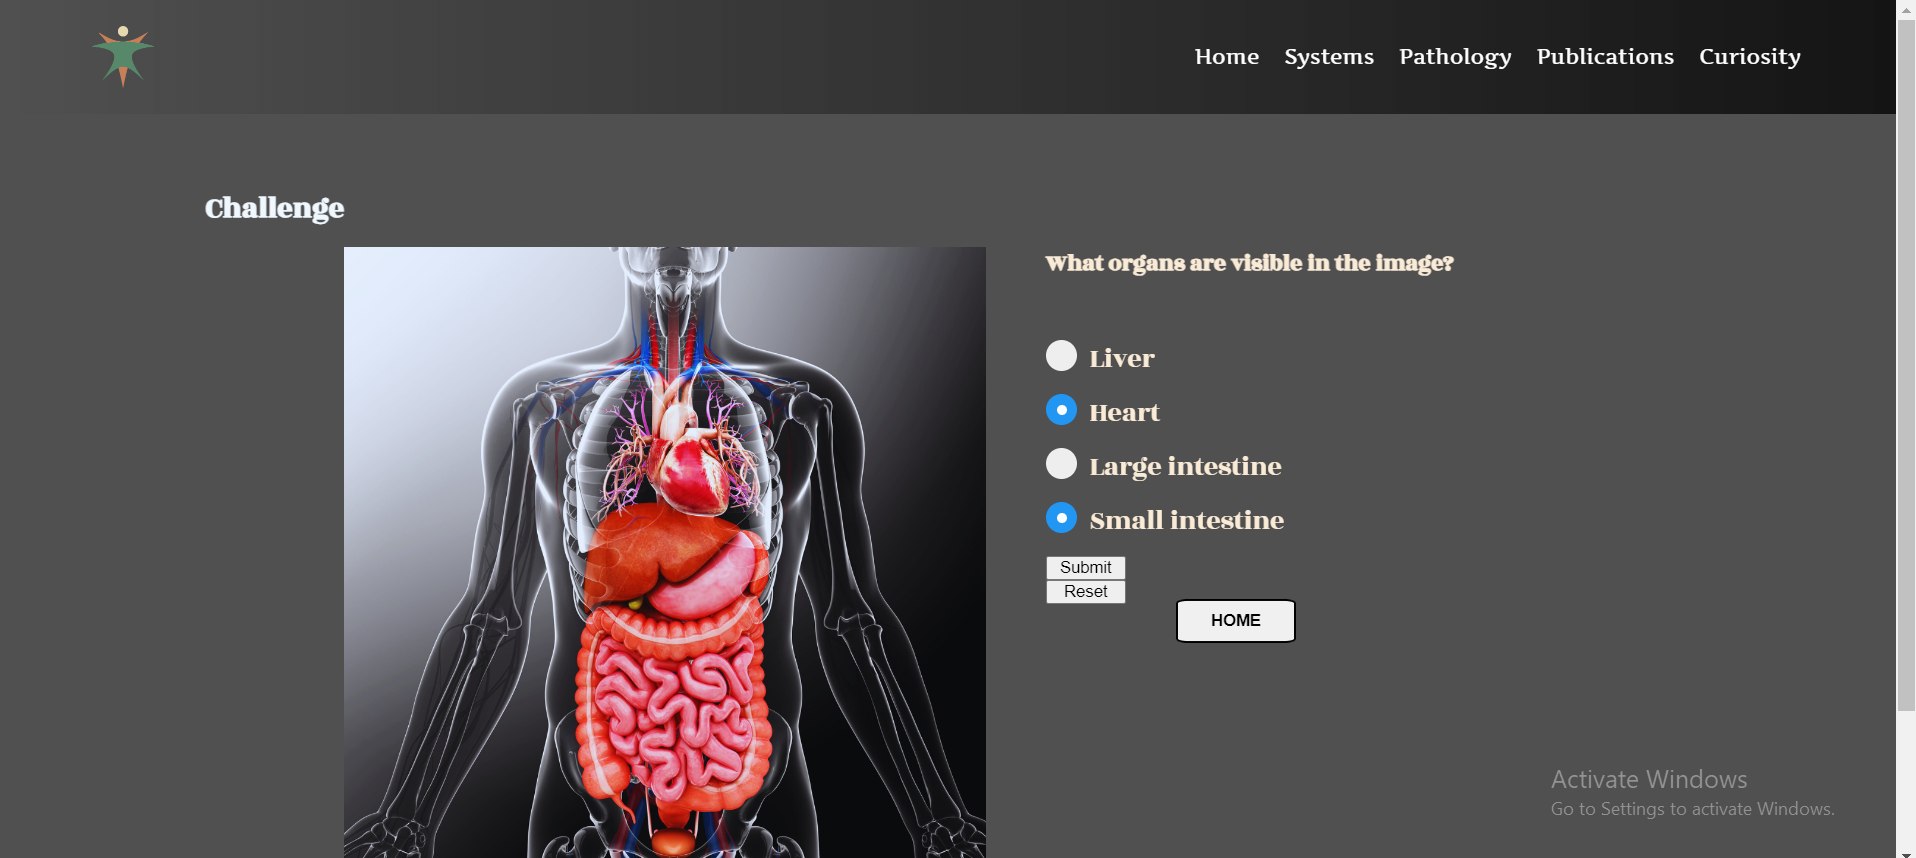 Home Systems Pathology Publications Curiosity
Challenge
What organs are visible in the image?
Liver
Heart
Large intestine
Small intestine
Submit
Reset
HOME
Activate Windows
Go to Settings to activate Windows.